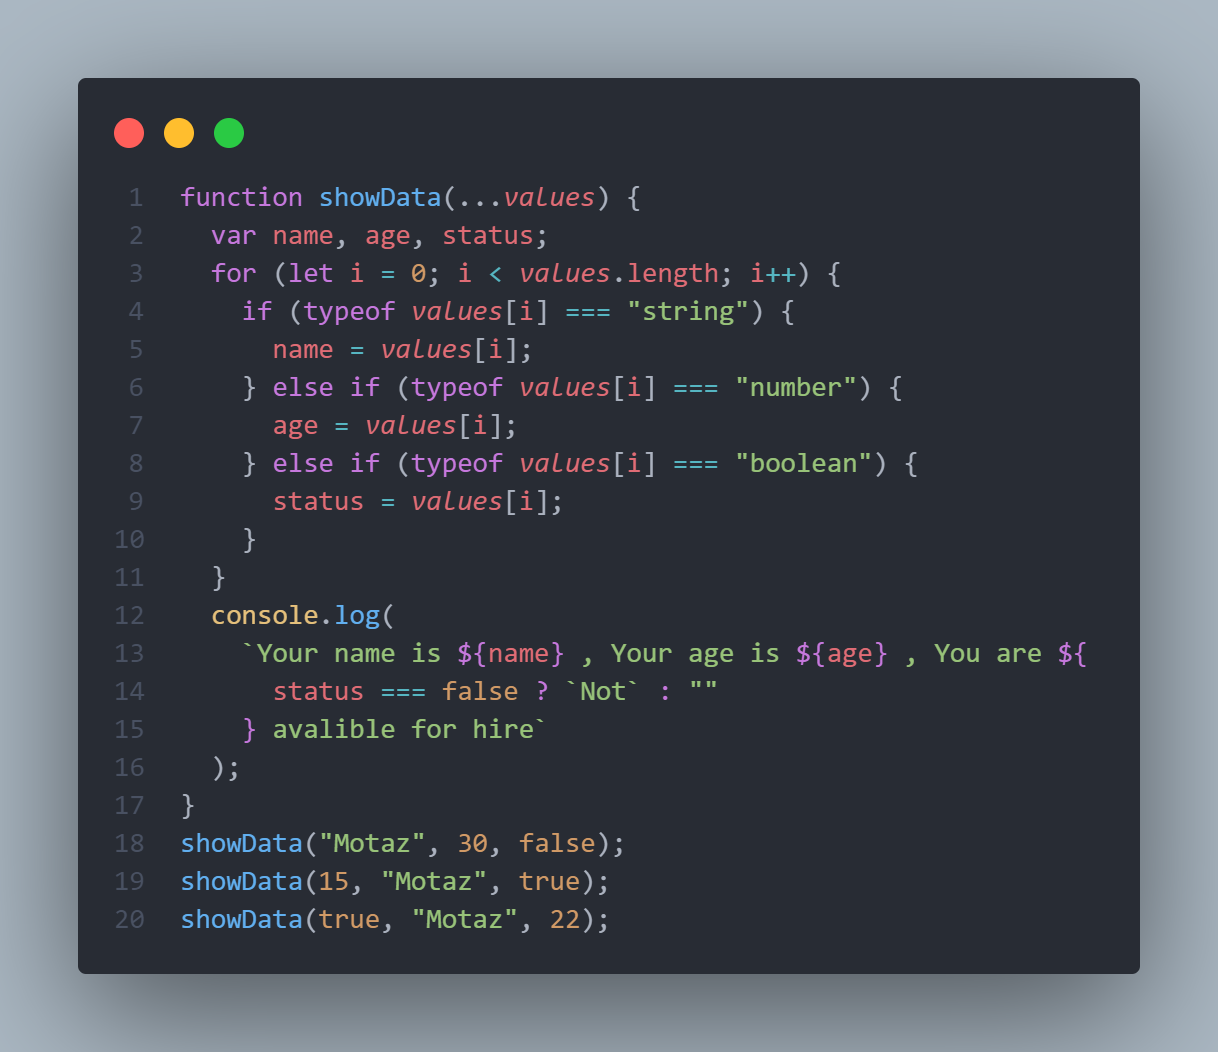 1 function showData(...values) {
2   var name, age, status;
3   for (let i = 0; i < values.length; i++) {
4     if (typeof values[i] === "string") {
5       name = values[i];
6     } else if (typeof values[i] === "number") {
7       age = values[i];
8     } else if (typeof values[i] === "boolean") {
9       status = values[i];
10     }
11   }
12   console.log(
13     `Your name is ${name} , Your age is ${age} , You are ${
14       status === false ? `Not` : ""
15     } avalible for hire`
16   );
17 }
18 showData("Motaz", 30, false);
19 showData(15, "Motaz", true);
20 showData(true, "Motaz", 22);